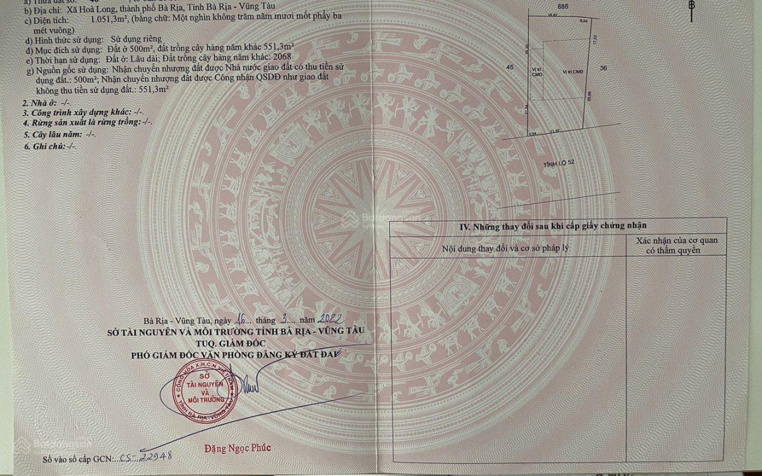 b) Địa chỉ: Xã Hoà Long, thành phố Bà Rịa, Tỉnh Bà Rịa - Vũng Tàu
c) Diện tích: 1.051,3m², (bằng chữ: Một nghìn không trăm năm mươi mốt phẩy ba
mét vuông)
d) Hình thức sử dụng: Sử dụng riêng
đ) Mục đích sử dụng: Đất ở 500m², đất trồng cây hàng năm khác 551,3m²
e) Thời hạn sử dụng: Đất ở: Lâu dài; Đất trồng cây hàng năm khác: 2068
g) Nguồn gốc sử dụng: Nhận chuyển nhượng đất được Nhà nước giao đất có thu tiền sử
dụng đất.: 500m²; Nhận chuyển nhượng đất được Công nhận QSDĐ như giao đất
không thu tiền sử dụng đất.: 551,3m²
2. Nhà ở: -/-.
3. Công trình xây dựng khác: -/-
4. Rừng sản xuất là rừng trồng:-/-.
5. Cây lâu năm: -/-.
6. Ghi chú:-/-.
Bà Rịa - Vũng Tàu, ngày 16 tháng 3 năm 2022
SỞ TÀI NGUYÊN VÀ MÔI TRƯỜNG TỈNH BÀ RỊA - VŨNG TÀU
TUQ. GIÁM ĐỐC
PHÓ GIÁM ĐỐC VĂN PHÒNG ĐĂNG KÝ ĐẤT ĐAI
SỞ
TÀI NGUYÊN
VÀ
MÔI TRƯỜNG
Đặng Ngọc Phúc
Số vào sổ cấp GCN: CS-22948
686
B
45
36
TỈNH LỘ 52
IV. Những thay đổi sau khi cấp giấy chứng nhận
Nội dung thay đổi và cơ sở pháp lý
Xác nhận của cơ quan
có thẩm quyền
Batdongsan